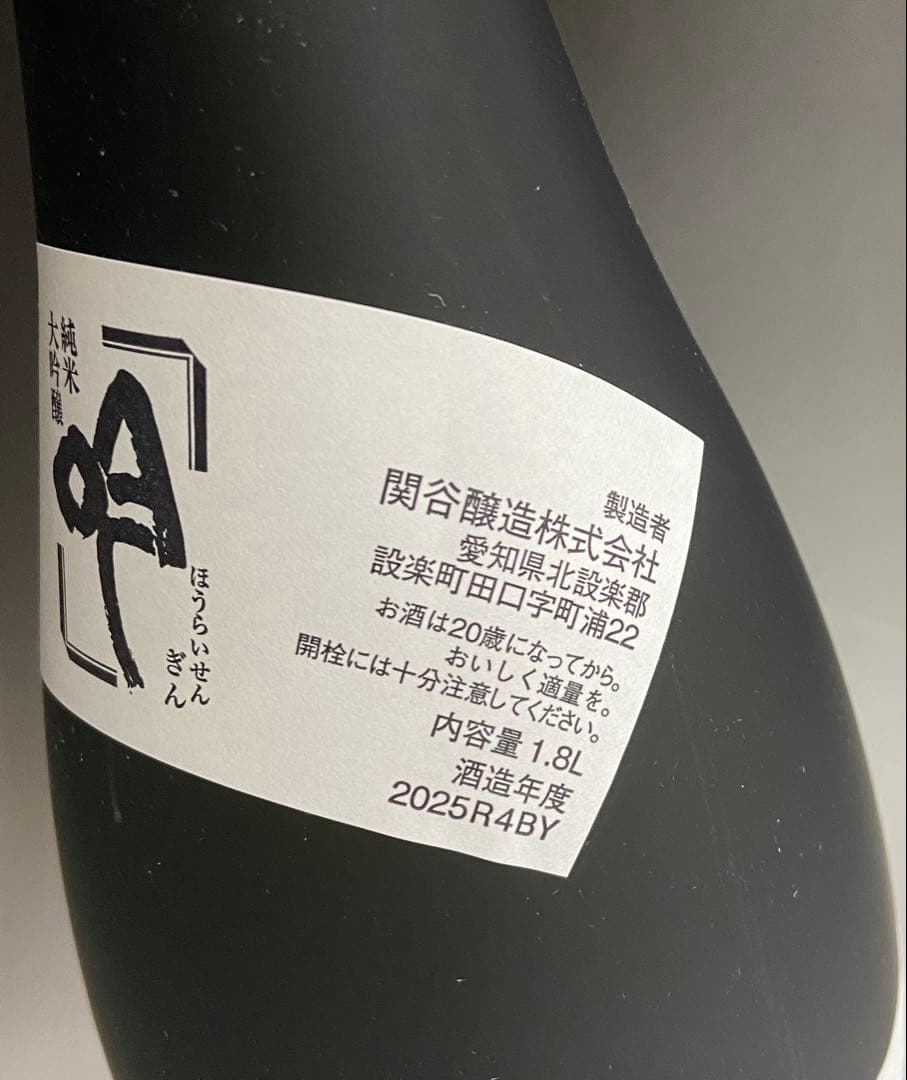 純米
大吟醸
吟
ほうらいせん
ぎん
製造者
関谷醸造株式会社
愛知県北設楽郡
設楽町田口字町浦22
お酒は20歳になってから。
おいしく適量を。
開栓には十分注意してください。
内容量 1.8L
酒造年度
2025R4BY